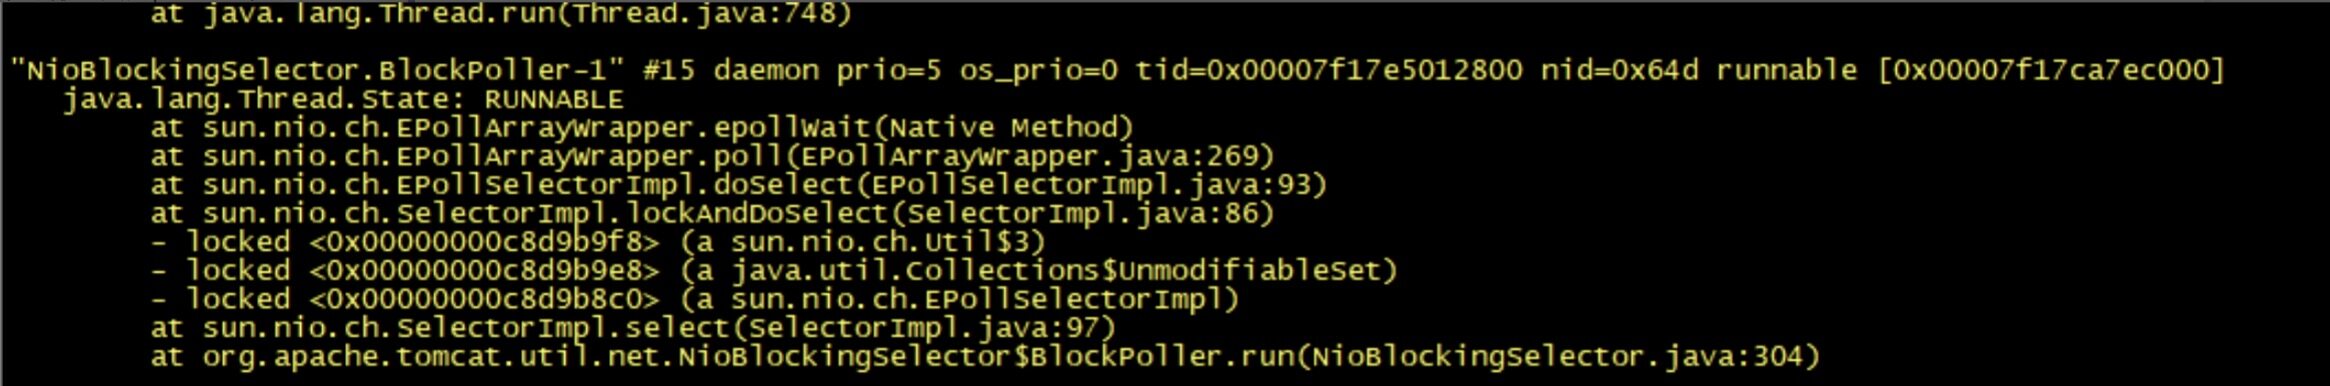 at java.lang.Thread.run(Thread.java:748)
"NioBlockingSelector.BlockPoller-1" #15 daemon prio=5 os_prio=0 tid=0x00007f17e5012800 nid=0x64d runnable [0x00007f17ca7ec000]
java.lang.Thread.State: RUNNABLE
at sun.nio.ch.EPollArrayWrapper.epollWait(Native Method)
at sun.nio.ch.EPollArrayWrapper.poll(EPollArrayWrapper.java:269)
at sun.nio.ch.EPollSelectorImpl.doSelect(EPollSelectorImpl.java:93)
at sun.nio.ch.SelectorImpl.lockAndDoSelect(SelectorImpl.java:86)
- locked <0x00000000c8d9b9f8> (a sun.nio.ch.Util$3)
- locked <0x00000000c8d9b9e8> (a java.util.Collections$UnmodifiableSet)
- locked <0x00000000c8d9b8c0> (a sun.nio.ch.EPollSelectorImpl)
at sun.nio.ch.SelectorImpl.select(SelectorImpl.java:97)
at org.apache.tomcat.util.net.NioBlockingSelector$BlockPoller.run(NioBlockingSelector.java:304)